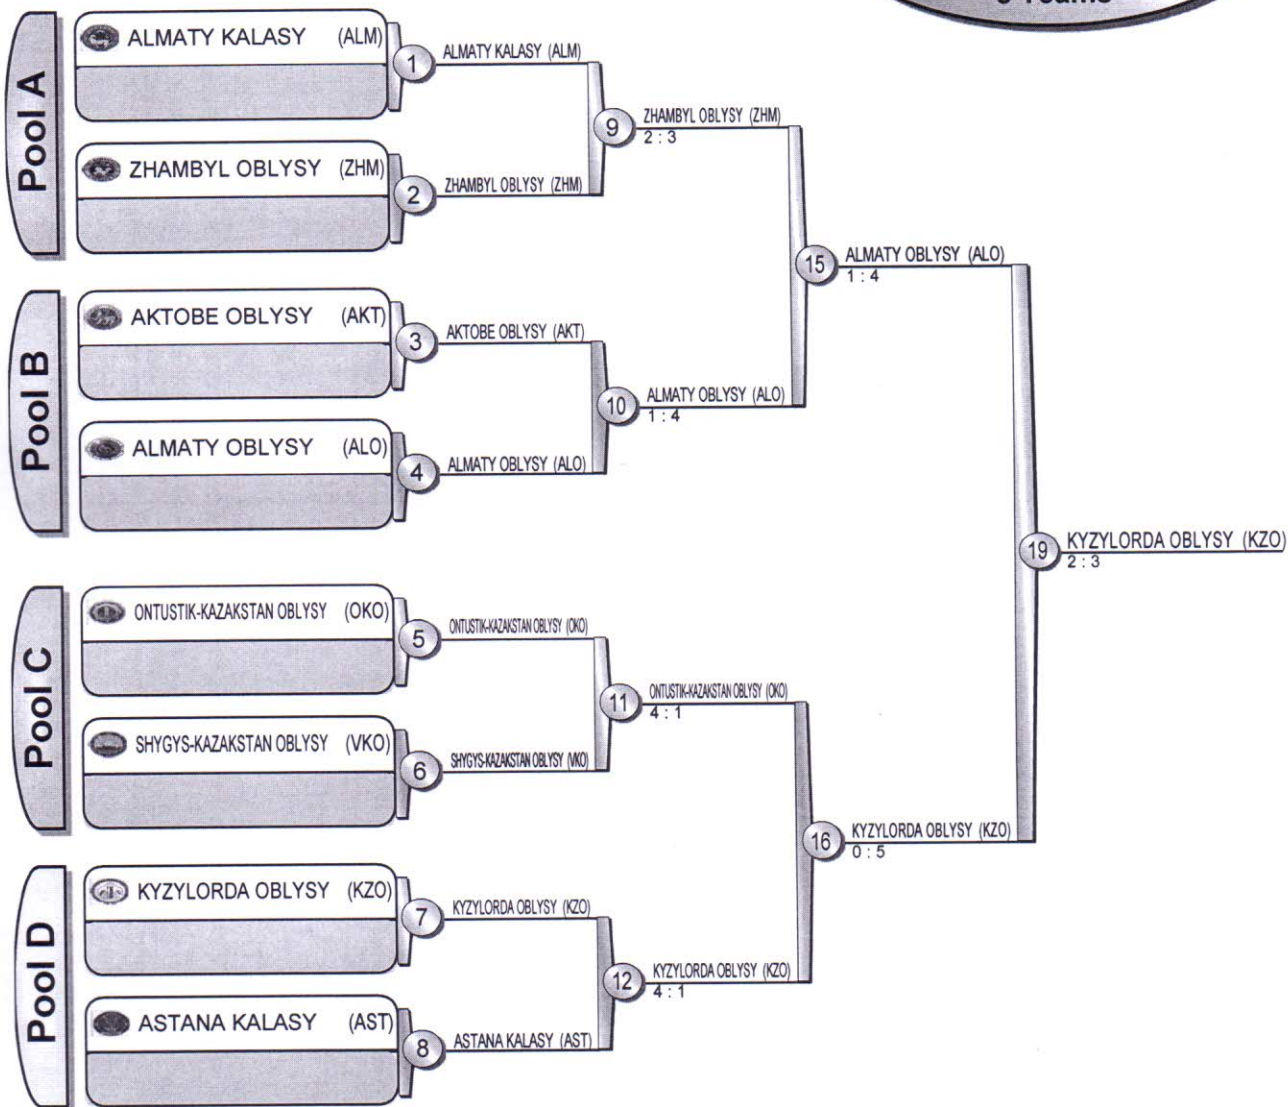 Pool A
ALMATY KALASY (ALM)
1
ALMATY KALASY (ALM)
9
ZHAMBYL OBLYSY (ZHM)
2 : 3
ZHAMBYL OBLYSY (ZHM)
2
ZHAMBYL OBLYSY (ZHM)
15
ALMATY OBLYSY (ALO)
1 : 4
Pool B
AKTOBE OBLYSY (AKT)
3
AKTOBE OBLYSY (AKT)
10
ALMATY OBLYSY (ALO)
1 : 4
ALMATY OBLYSY (ALO)
4
ALMATY OBLYSY (ALO)
19
KYZYLORDA OBLYSY (KZO)
2 : 3
Pool C
ONTUSTIK-KAZAKSTAN OBLYSY (OKO)
5
ONTUSTIK-KAZAKSTAN OBLYSY (OKO)
11
ONTUSTIK-KAZAKSTAN OBLYSY (OKO)
4 : 1
SHYGYS-KAZAKSTAN OBLYSY (VKO)
6
SHYGYS-KAZAKSTAN OBLYSY (VKO)
16
KYZYLORDA OBLYSY (KZO)
0 : 5
Pool D
KYZYLORDA OBLYSY (KZO)
7
KYZYLORDA OBLYSY (KZO)
12
KYZYLORDA OBLYSY (KZO)
4 : 1
ASTANA KALASY (AST)
8
ASTANA KALASY (AST)